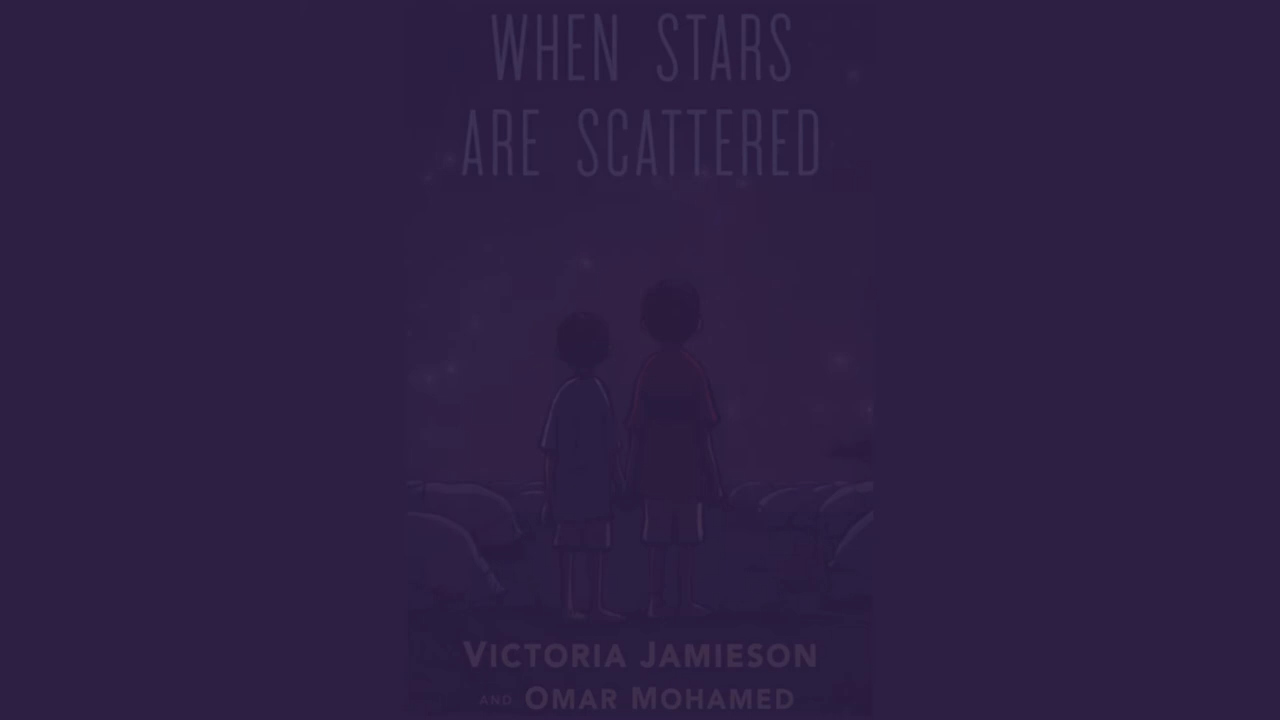 WHEN STARS
ARE SCATTERED
VICTORIA JAMIESON
AND OMAR MOHAMED